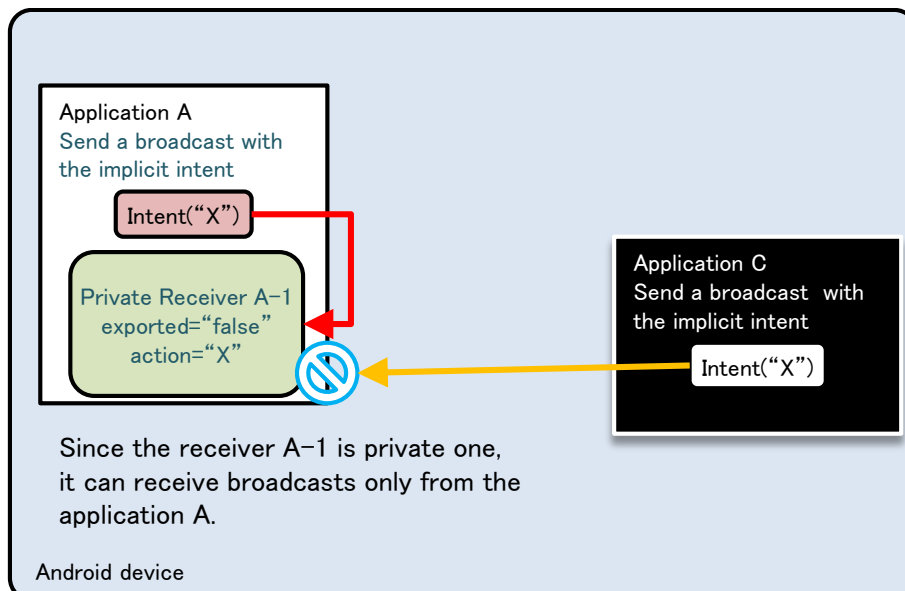 Application A
Send a broadcast with
the implicit intent
Intent(“X”)
Private Receiver A-1
exported=“false”
action=“X”
Application C
Send a broadcast  with
the implicit intent
Intent(“X”)
Since the receiver A-1 is private one,
it can receive broadcasts only from the
application A.
Android device